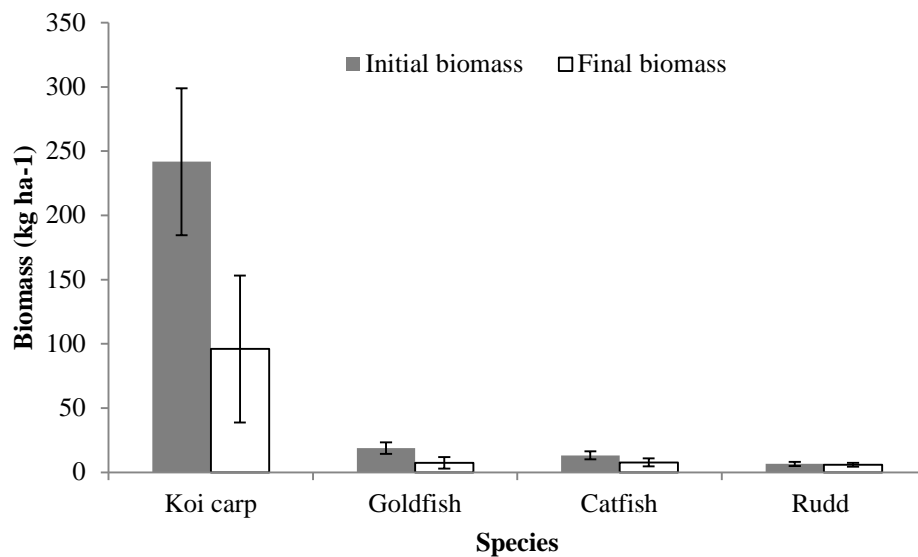 350
300
250
200
150
100
50
0
Biomass (kg ha-1)
Initial biomass Final biomass
Koi carp Goldfish Catfish Rudd
Species